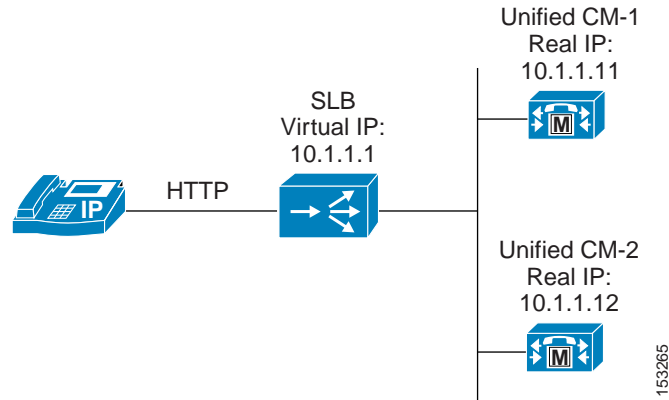 Unified CM-1
Real IP:
10.1.1.11
M
SLB
Virtual IP:
10.1.1.1
HTTP
IP
Unified CM-2
Real IP:
10.1.1.12
M
153265